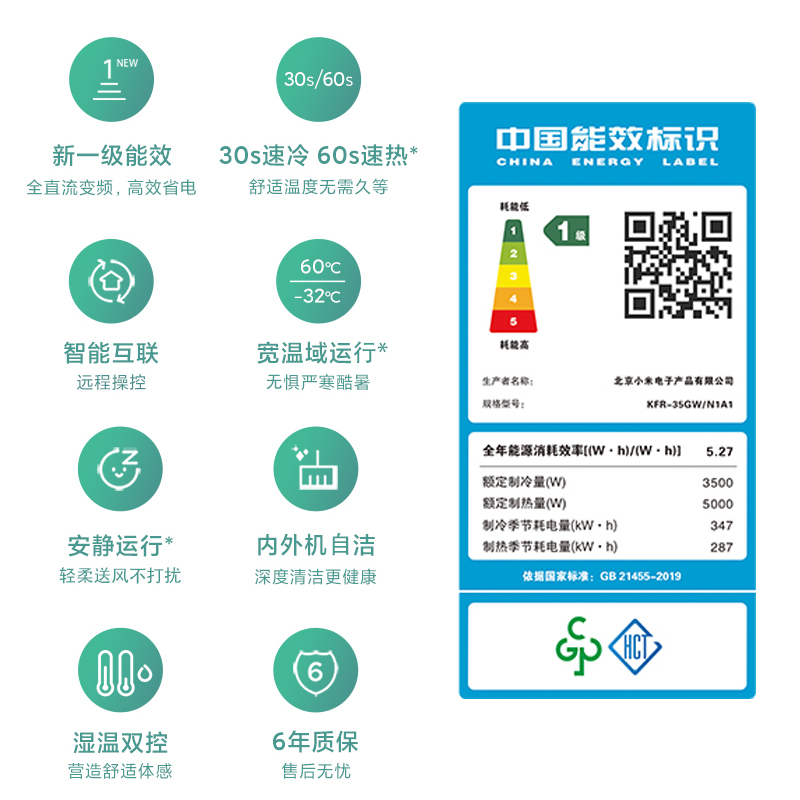 1 NEW
新一级能效
全直流变频，高效省电
30s/60s
30s速冷 60s速热*
舒适温度无需久等
智能互联
远程操控
60℃
-32℃
宽温域运行*
无惧严寒酷暑
Z
安静运行*
轻柔送风不打扰
内外机自洁
深度清洁更健康
湿温双控
营造舒适体感
6
6年质保
售后无忧
中国能效标识
CHINA ENERGY LABEL
耗能低
1
2
3
4
5
耗能高
1级
生产者名称： 北京小米电子产品有限公司
规格型号： KFR-35GW/N1A1
全年能源消耗效率[(W·h)/(W·h)] 5.27
额定制冷量(W) 3500
额定制热量(W) 5000
制冷季节耗电量(kW·h) 347
制热季节耗电量(kW·h) 287
依据国家标准：GB 21455-2019
CGP
HCT